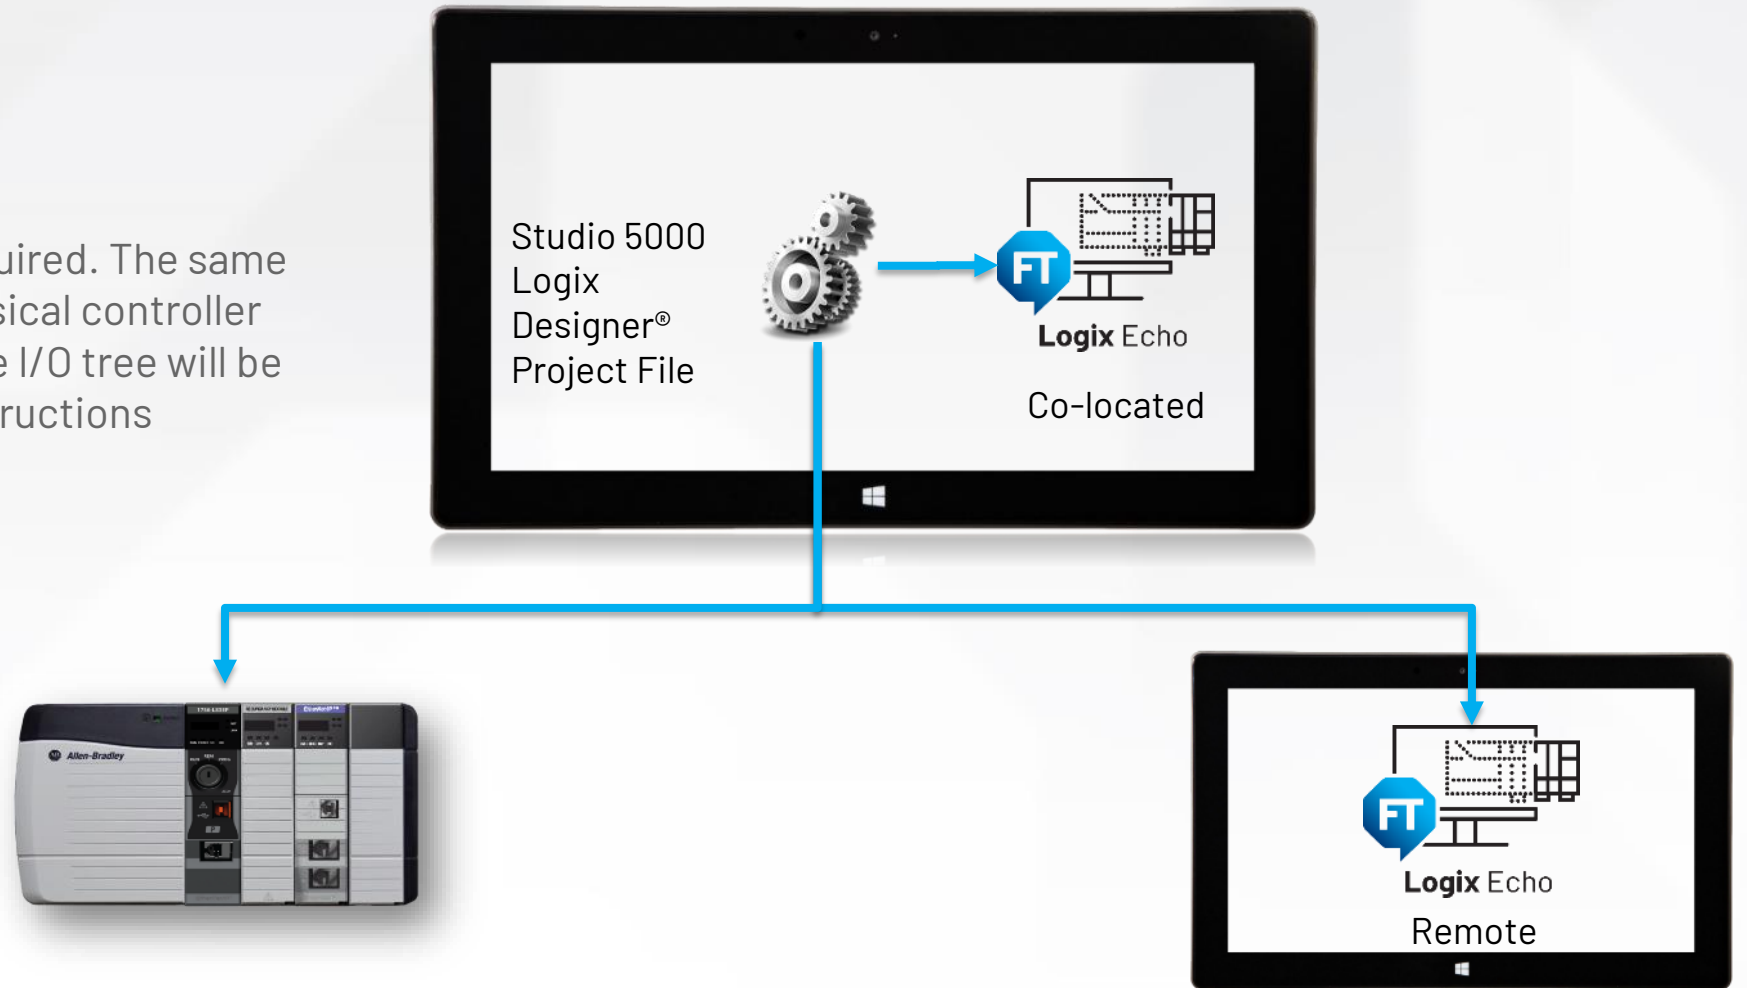 uired. The same
sical controller
e I/O tree will be
tructions
Studio 5000
Logix
Designer®
Project File
FT
Logix Echo
Co-located
Allen-Bradley
FT
Logix Echo
Remote